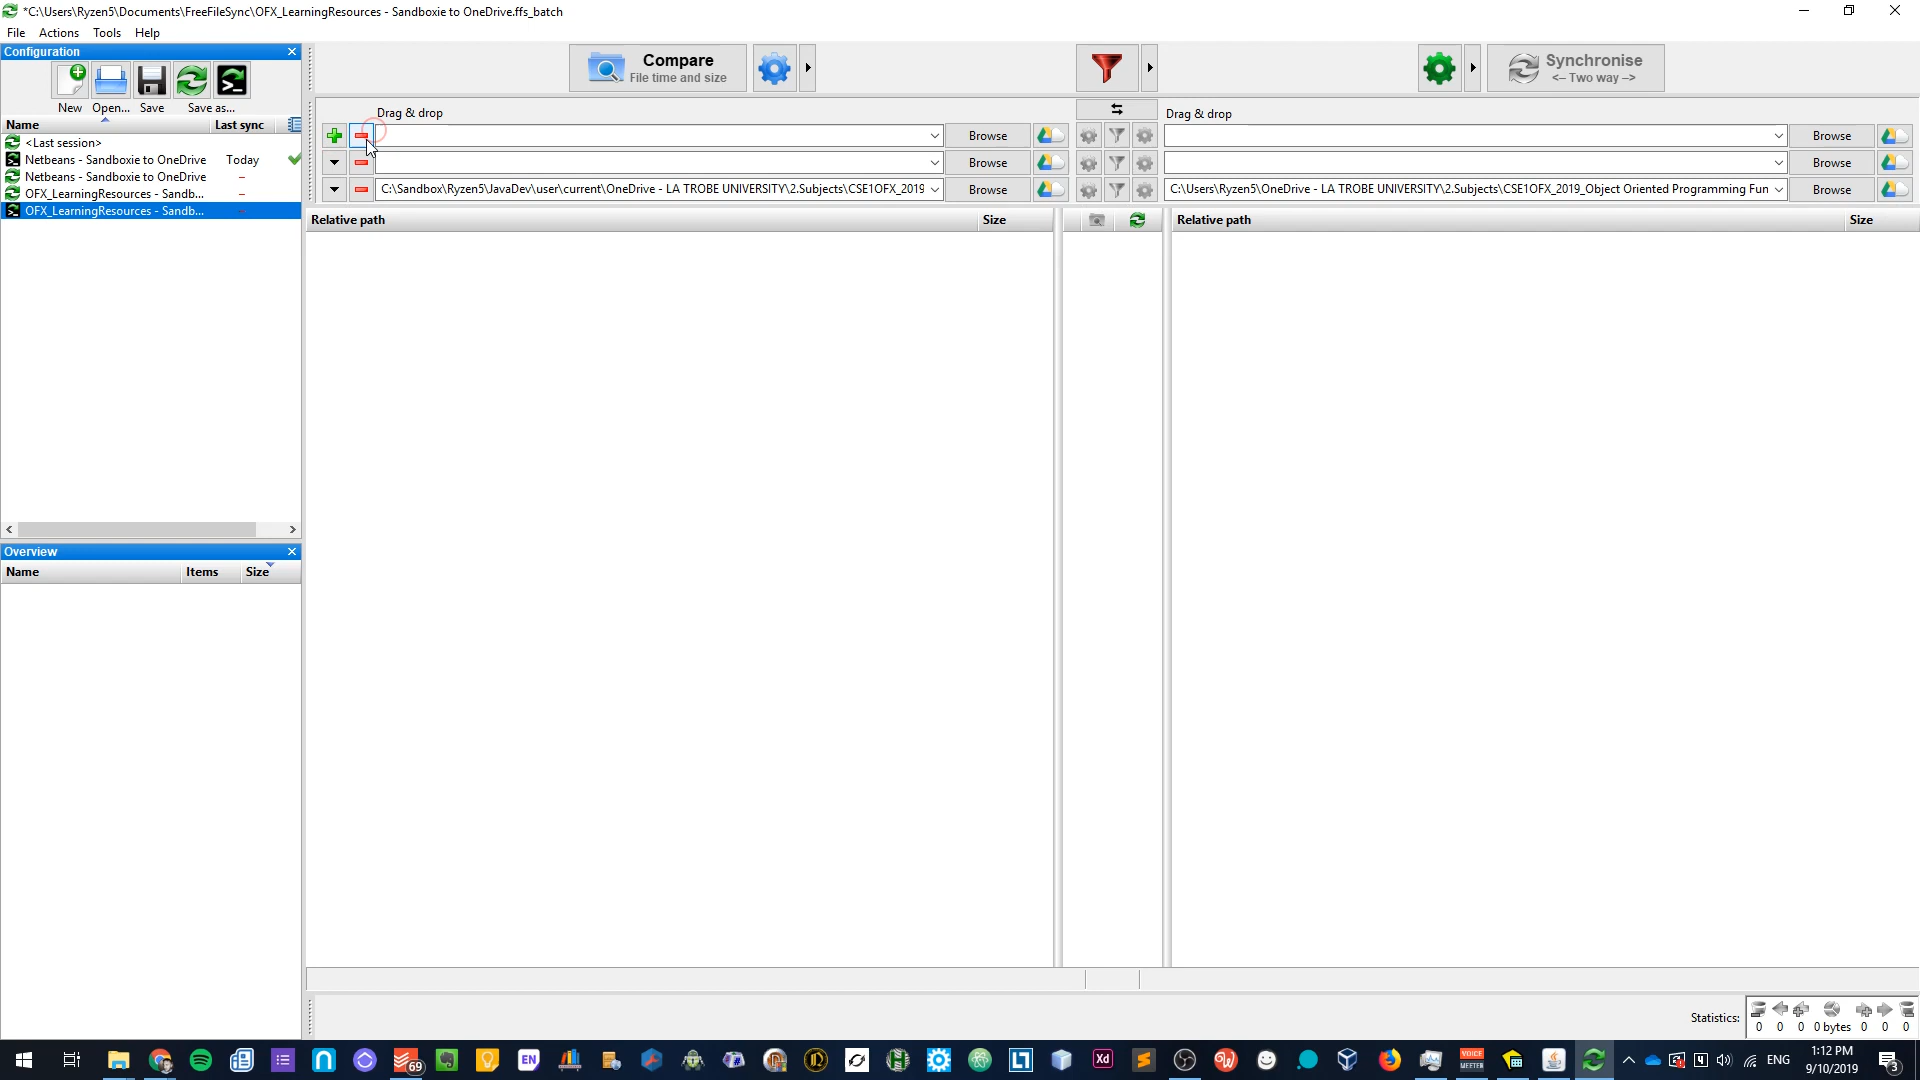 *C:\Users\Ryzen5\Documents\FreeFileSync\OFX_LearningResources - Sandboxie to OneDrive.ffs_batch
File Actions Tools Help
Configuration
Compare
File time and size
Synchronise
<– Two way –>
New Open... Save Save as...
Drag & drop Drag & drop
Name Last sync
<Last session>
Netbeans - Sandboxie to OneDrive Today
Netbeans - Sandboxie to OneDrive –
OFX_LearningResources - Sandb... –
OFX_LearningResources - Sandb... –
Browse Browse
Browse Browse
C:\Sandbox\Ryzen5\JavaDev\user\current\OneDrive - LA TROBE UNIVERSITY\2.Subjects\CSE1OFX_2019 Browse C:\Users\Ryzen5\OneDrive - LA TROBE UNIVERSITY\2.Subjects\CSE1OFX_2019_Object Oriented Programming Fun Browse
Relative path Size Relative path Size
Overview
Name Items Size
Statistics: 0 0 0 0 bytes 0 0 0
69 EN Xd VOICE MEETER ENG
1:12 PM
9/10/2019
3